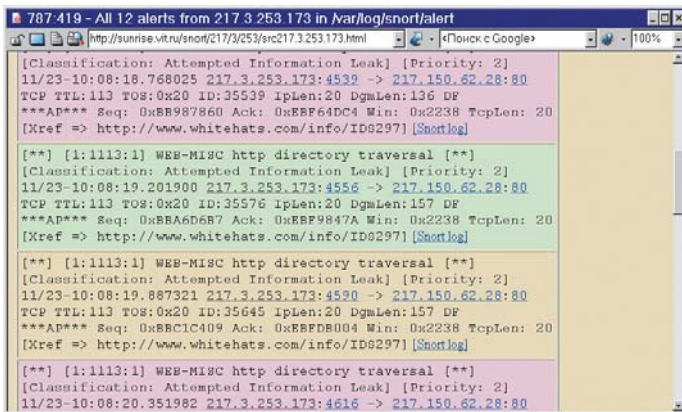 787:419 - All 12 alerts from 217.3.253.173 in /var/log/snort/alert
http://sunrise.vit.ru/snort/217/3/253/src217.3.253.173.html <Поиск с Google> 100%
[Classification: Attempted Information Leak] [Priority: 2]
11/23-10:08:18.768025 217.3.253.173:4539 -> 217.150.62.28:80
TCP TTL:113 TOS:0x20 ID:35539 IpLen:20 DgmLen:136 DF
***AP*** Seq: 0xBB987860 Ack: 0xEBF64DC4 Win: 0x2238 TcpLen: 20
[Xref => http://www.whitehats.com/info/IDS297] [Snort log]
[**] [1:1113:1] WEB-MISC http directory traversal [**]
[Classification: Attempted Information Leak] [Priority: 2]
11/23-10:08:19.201900 217.3.253.173:4556 -> 217.150.62.28:80
TCP TTL:113 TOS:0x20 ID:35576 IpLen:20 DgmLen:157 DF
***AP*** Seq: 0xBBA6D6B7 Ack: 0xEBF9847A Win: 0x2238 TcpLen: 20
[Xref => http://www.whitehats.com/info/IDS297] [Snort log]
[**] [1:1113:1] WEB-MISC http directory traversal [**]
[Classification: Attempted Information Leak] [Priority: 2]
11/23-10:08:19.887321 217.3.253.173:4590 -> 217.150.62.28:80
TCP TTL:113 TOS:0x20 ID:35645 IpLen:20 DgmLen:157 DF
***AP*** Seq: 0xBBC1C409 Ack: 0xEBFDB004 Win: 0x2238 TcpLen: 20
[Xref => http://www.whitehats.com/info/IDS297] [Snort log]
[**] [1:1113:1] WEB-MISC http directory traversal [**]
[Classification: Attempted Information Leak] [Priority: 2]
11/23-10:08:20.351982 217.3.253.173:4616 -> 217.150.62.28:80